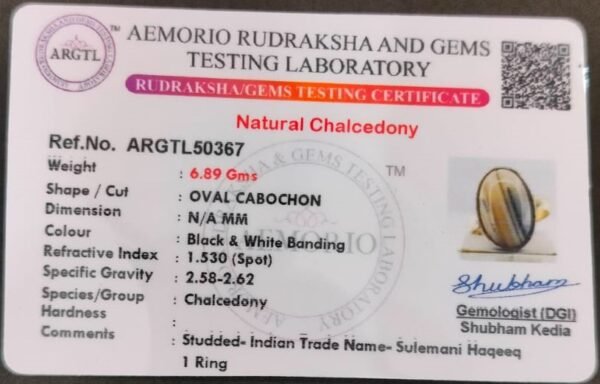 ARGTL
TM
AEMORIO RUDRAKSHA AND GEMS
TESTING LABORATORY
RUDRAKSHA/GEMS TESTING CERTIFICATE
Natural Chalcedony
Ref.No. ARGTL50367
Weight : 6.89 Gms
TM
Shape / Cut : OVAL CABOCHON
Dimension : N/A MM
Colour : Black & White Banding
Refractive Index : 1.530 (Spot)
Specific Gravity : 2.58-2.62
Species/Group : Chalcedony
Hardness :
Comments : Studded- Indian Trade Name- Sulemani Haqeeq
1 Ring
Shubham
Gemologist (DGI)
Shubham Kedia
AEMORIO